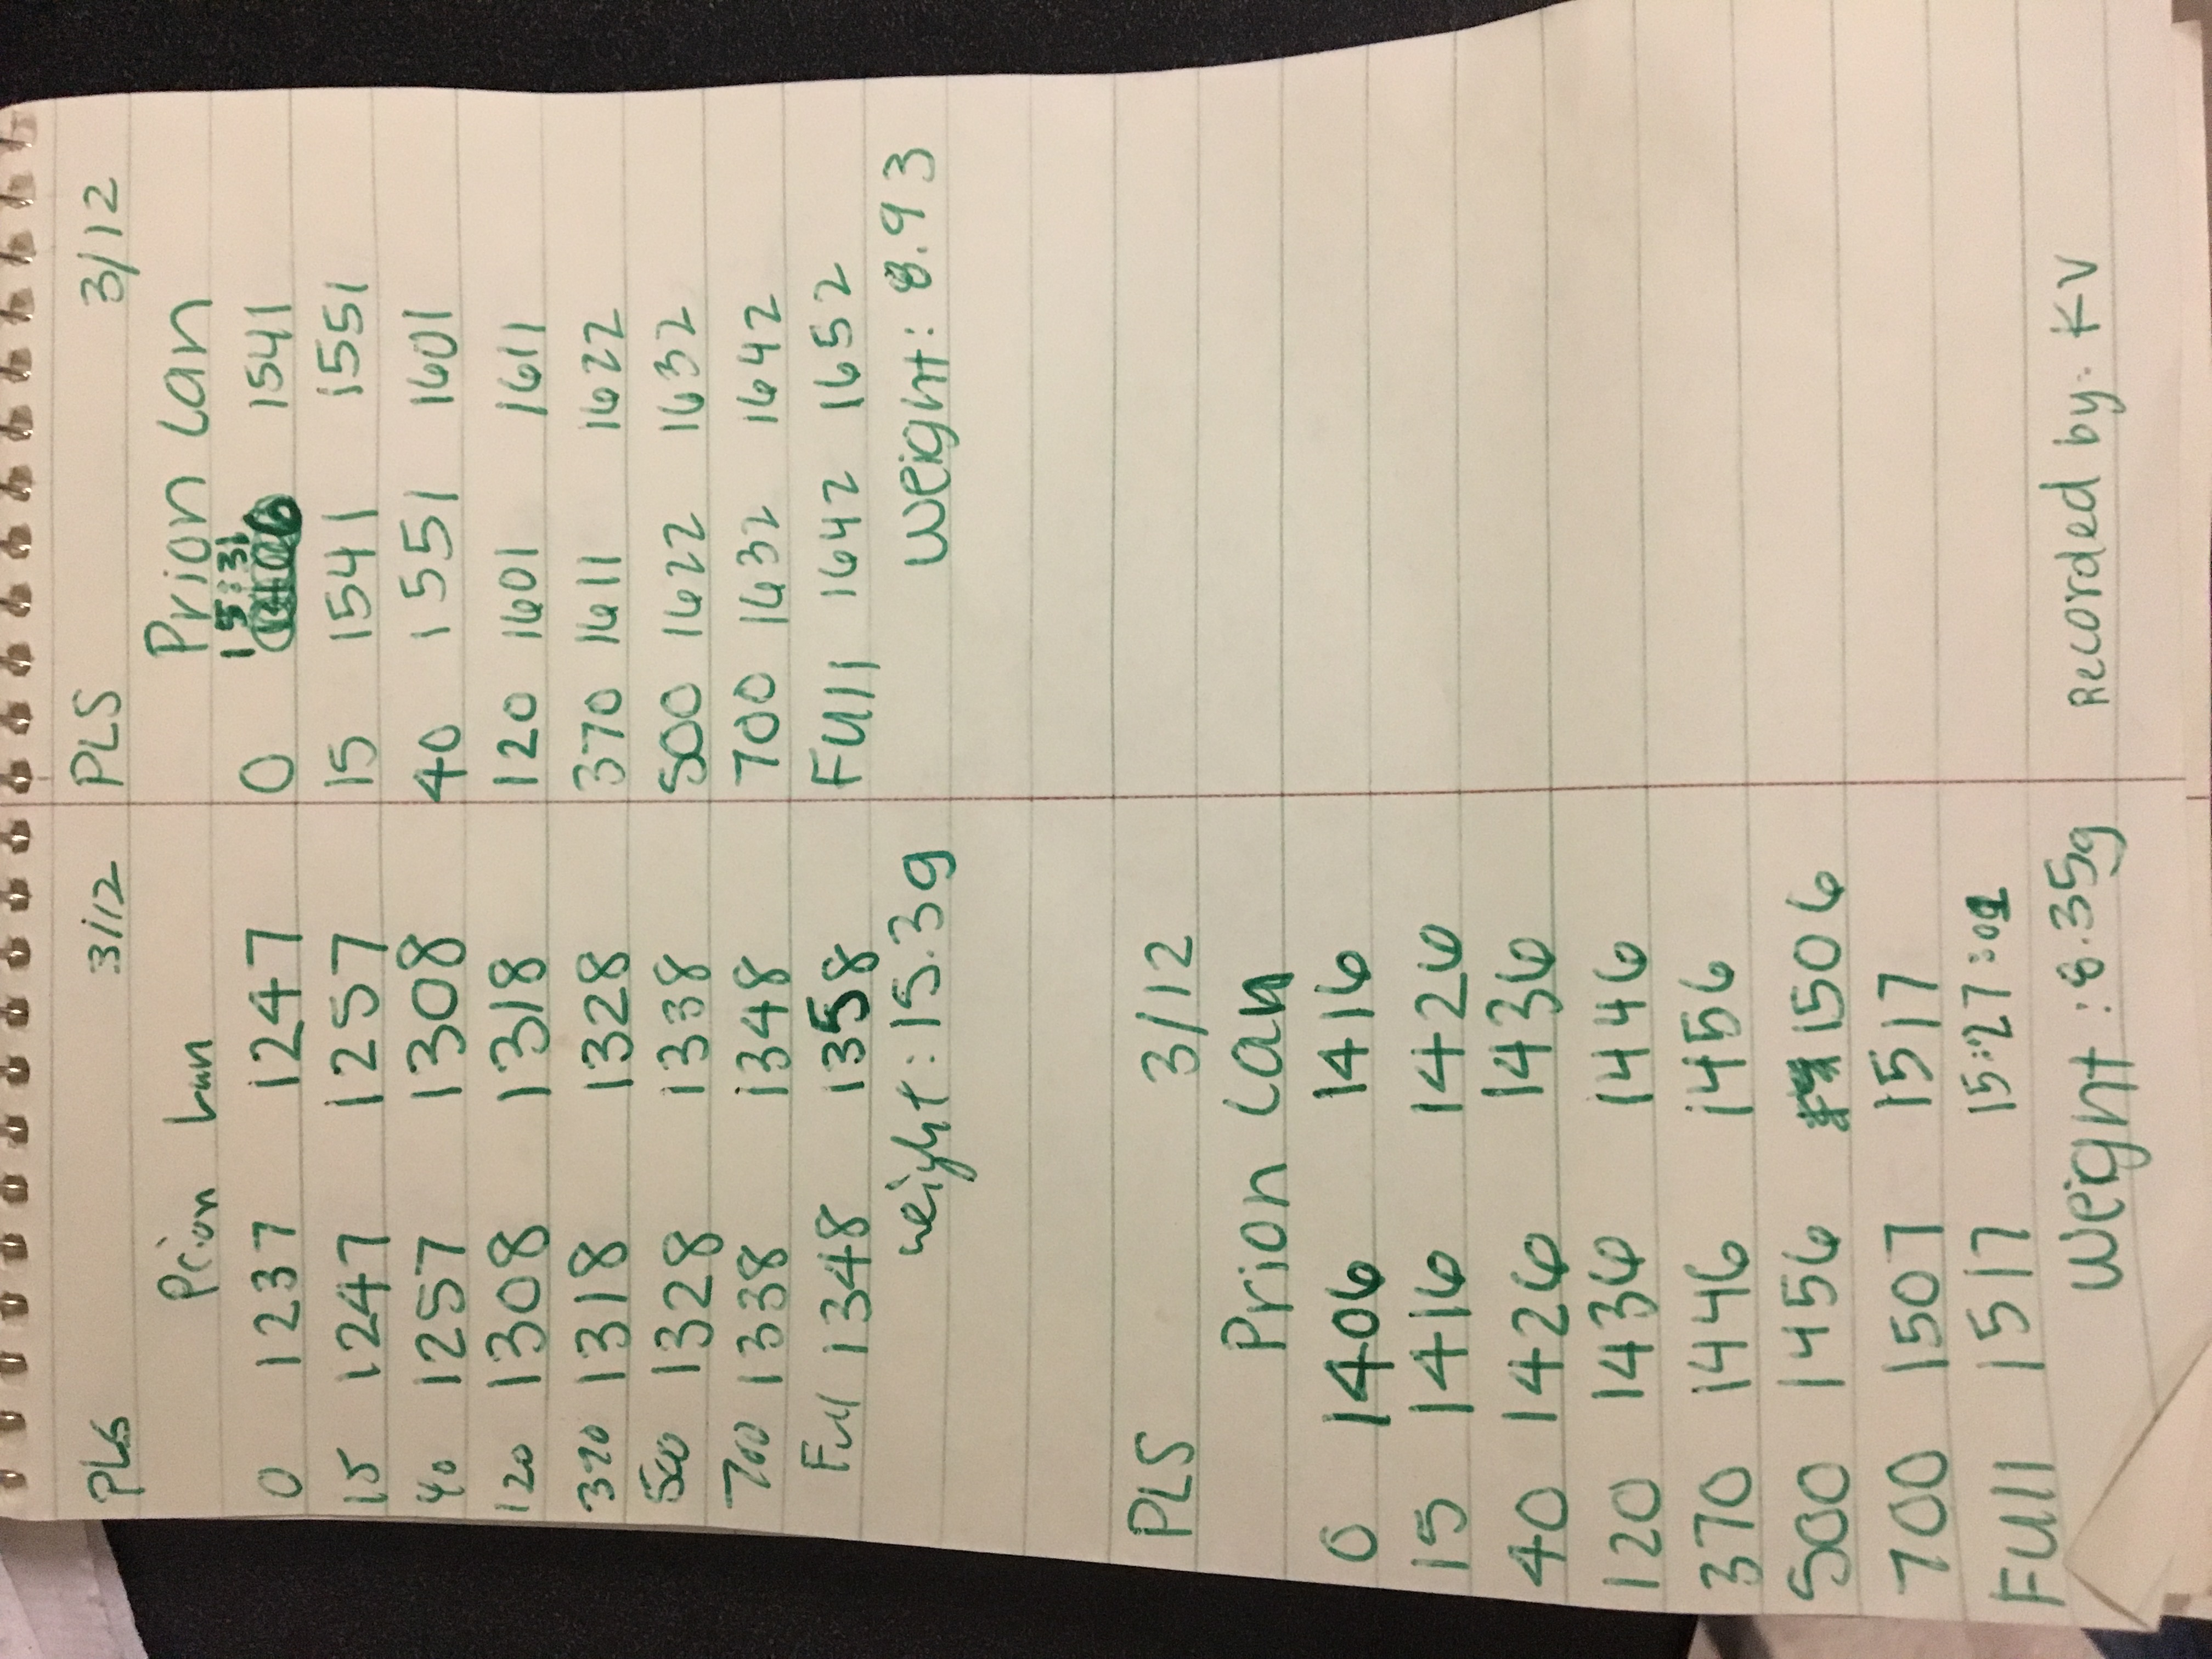 PLS 3/12
Prion Lan
0 1237 1247
15 1247 1257
40 1257 1308
120 1308 1318
370 1318 1328
500 1328 1338
700 1338 1348
Full 1348 1358
weight: 15.3g
PLS 3/12
Prion Lan
15:31
0 1541
15 1541 1551
40 1551 1601
120 1601 1611
370 1611 1622
500 1622 1632
700 1632 1642
Full 1642 1652
Weight: 8.93
PLS 3/12
Prion Lan
0 1406 1416
15 1416 1426
40 1426 1436
120 1436 1446
370 1446 1456
500 1456 1506
700 1507 1517
Full 1517 15:27:02
Weight: 8.35g
Recorded by: KV